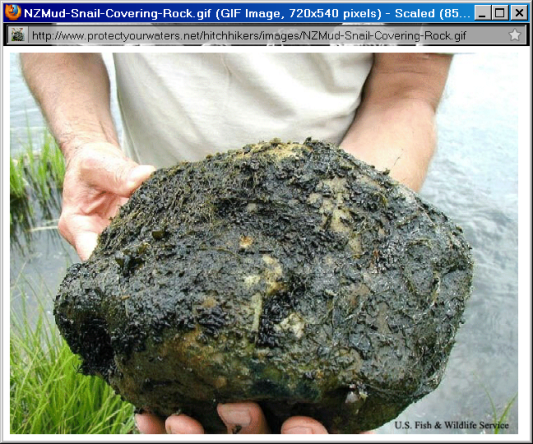 NZMud-Snail-Covering-Rock.gif (GIF Image, 720x540 pixels) - Scaled (85...
http://www.protectyourwaters.net/hitchhikers/images/NZMud-Snail-Covering-Rock.gif
U.S. Fish & Wildlife Service